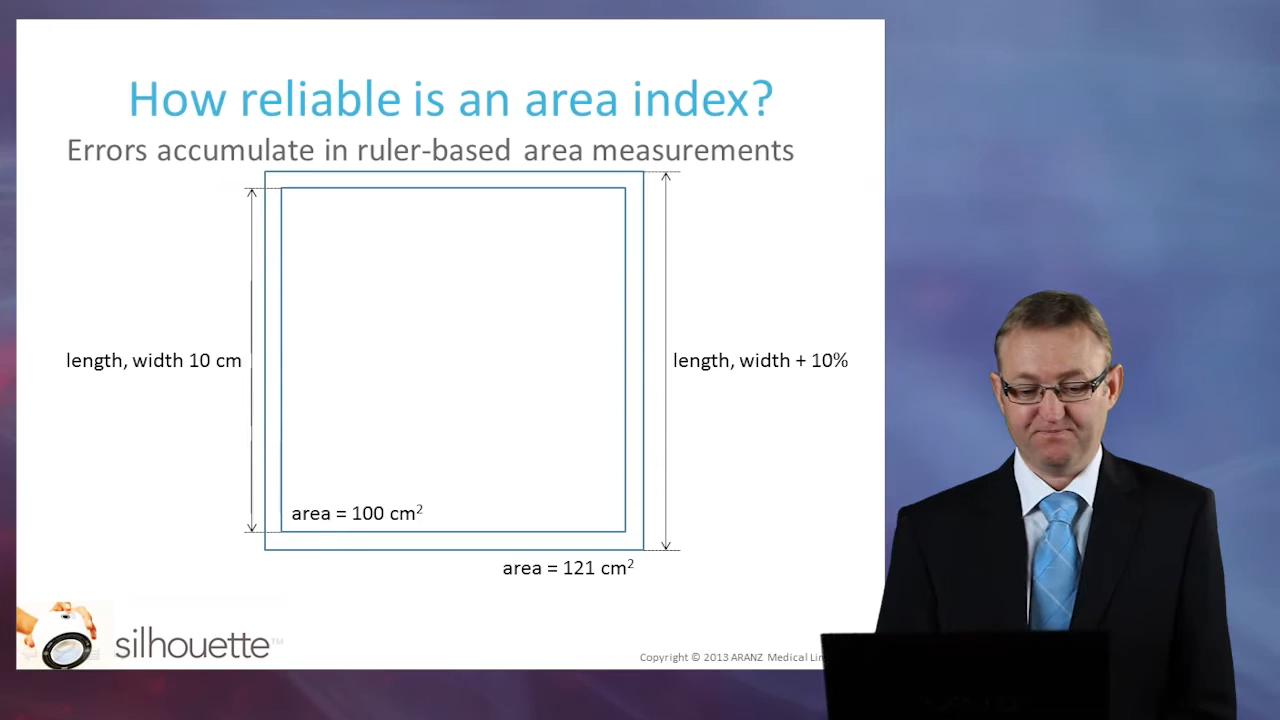 How reliable is an area index?
Errors accumulate in ruler-based area measurements
length, width 10 cm
length, width + 10%
area = 100 cm²
area = 121 cm²
silhouette™
Copyright © 2013 ARANZ Medical